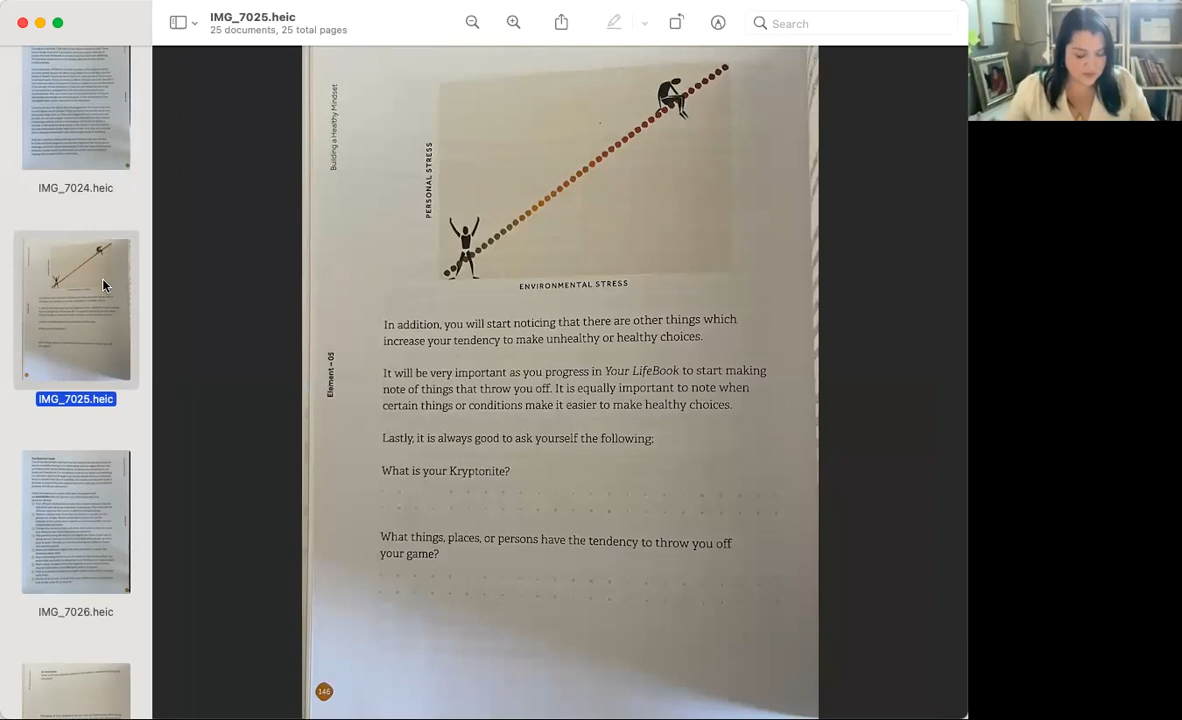 IMG_7025.heic
25 documents, 25 total pages
Search
IMG_7024.heic
IMG_7025.heic
IMG_7026.heic
Building a Healthy Mindset
PERSONAL STRESS
ENVIRONMENTAL STRESS
Element – 05
In addition, you will start noticing that there are other things which
increase your tendency to make unhealthy or healthy choices.
It will be very important as you progress in Your LifeBook to start making
note of things that throw you off. It is equally important to note when
certain things or conditions make it easier to make healthy choices.
Lastly, it is always good to ask yourself the following:
What is your Kryptonite?
What things, places, or persons have the tendency to throw you off
your game?
146